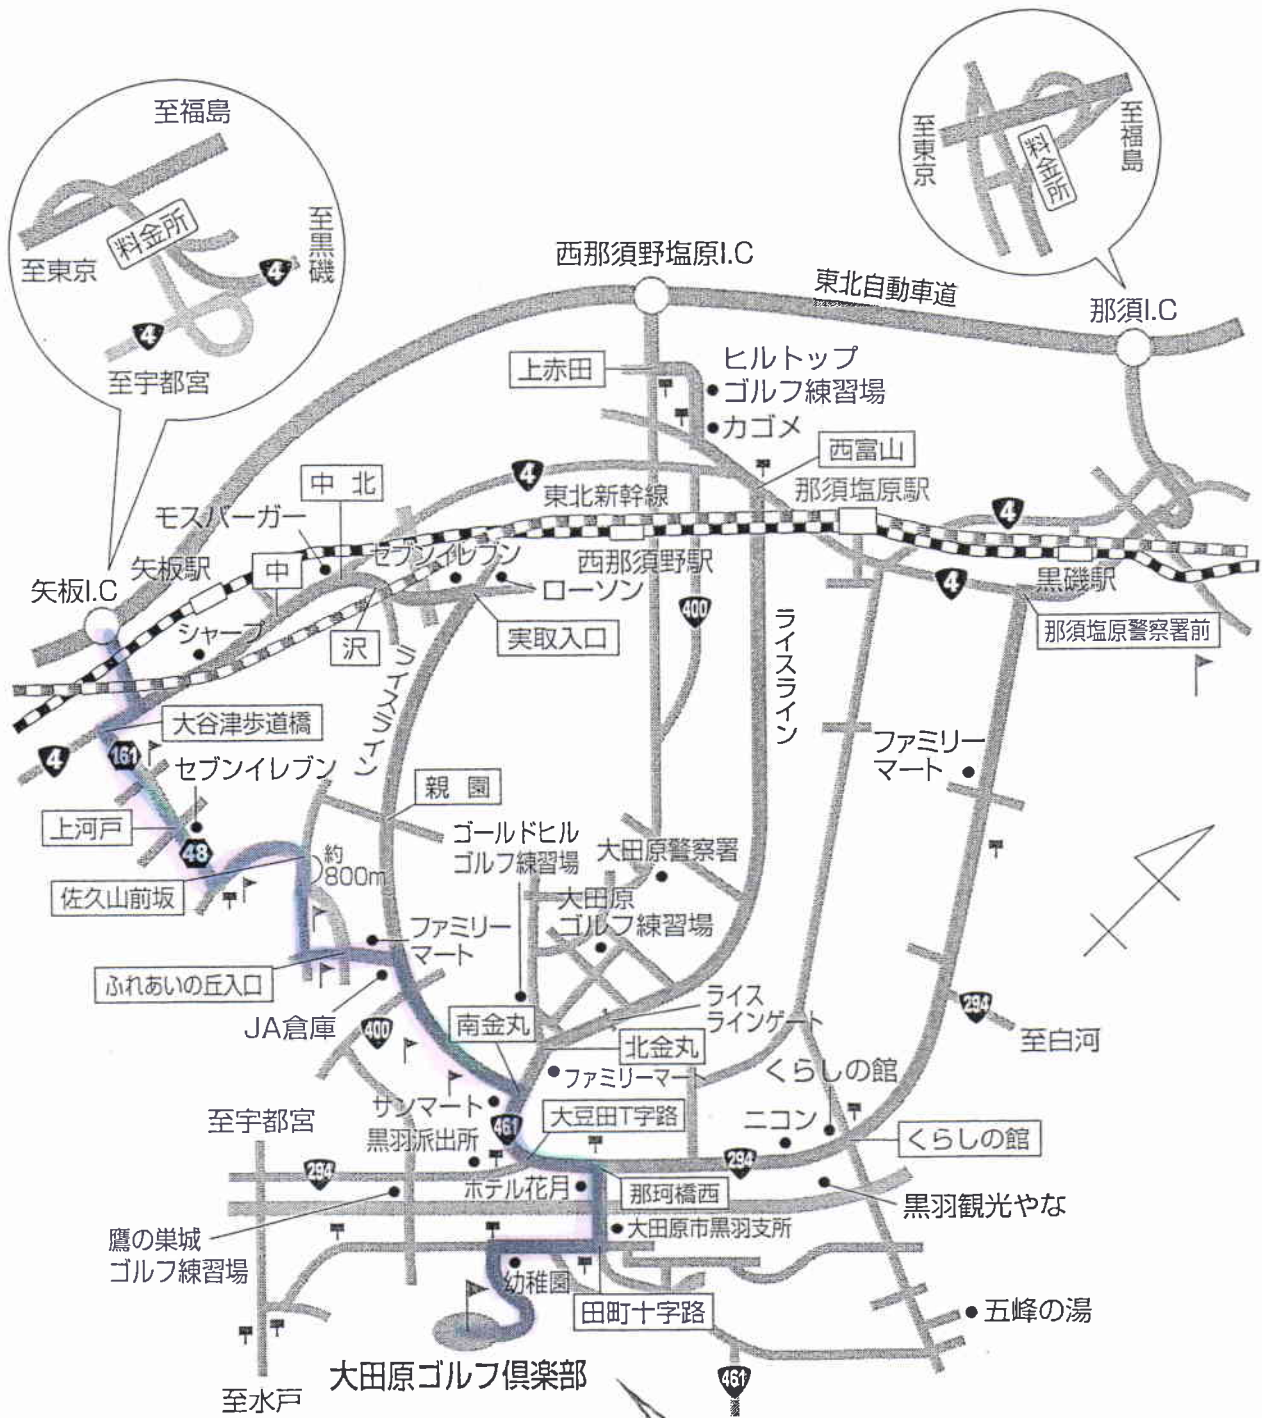 至福島
料金所
至東京
至黒磯
4
4
至宇都宮
至東京
料金所
至福島
西那須野塩原I.C
東北自動車道
那須I.C
上赤田
ヒルトップ
ゴルフ練習場
カゴメ
西富山
中 北
4
東北新幹線
那須塩原駅
4
モスバーガー
セブンイレブン
西那須野駅
矢板駅
中
ローソン
黒磯駅
4
矢板I.C
シャープ
沢
実取入口
400
那須塩原警察署前
ライスライン
ライスライン
大谷津歩道橋
4
161
セブンイレブン
ファミリー
マート
親 園
上河戸
48
約
800m
ゴールドヒル
ゴルフ練習場
大田原警察署
佐久山前坂
大田原
ゴルフ練習場
ファミリー
マート
ふれあいの丘入口
JA倉庫
400
南金丸
ライス
ラインゲート
北金丸
294
至白河
ファミリーマー
くらしの館
サンマート
461
大豆田T字路
ニコン
くらしの館
至宇都宮
黒羽派出所
294
294
ホテル花月
那珂橋西
黒羽観光やな
鷹の巣城
ゴルフ練習場
大田原市黒羽支所
幼稚園
田町十字路
五峰の湯
大田原ゴルフ倶楽部
461
至水戸